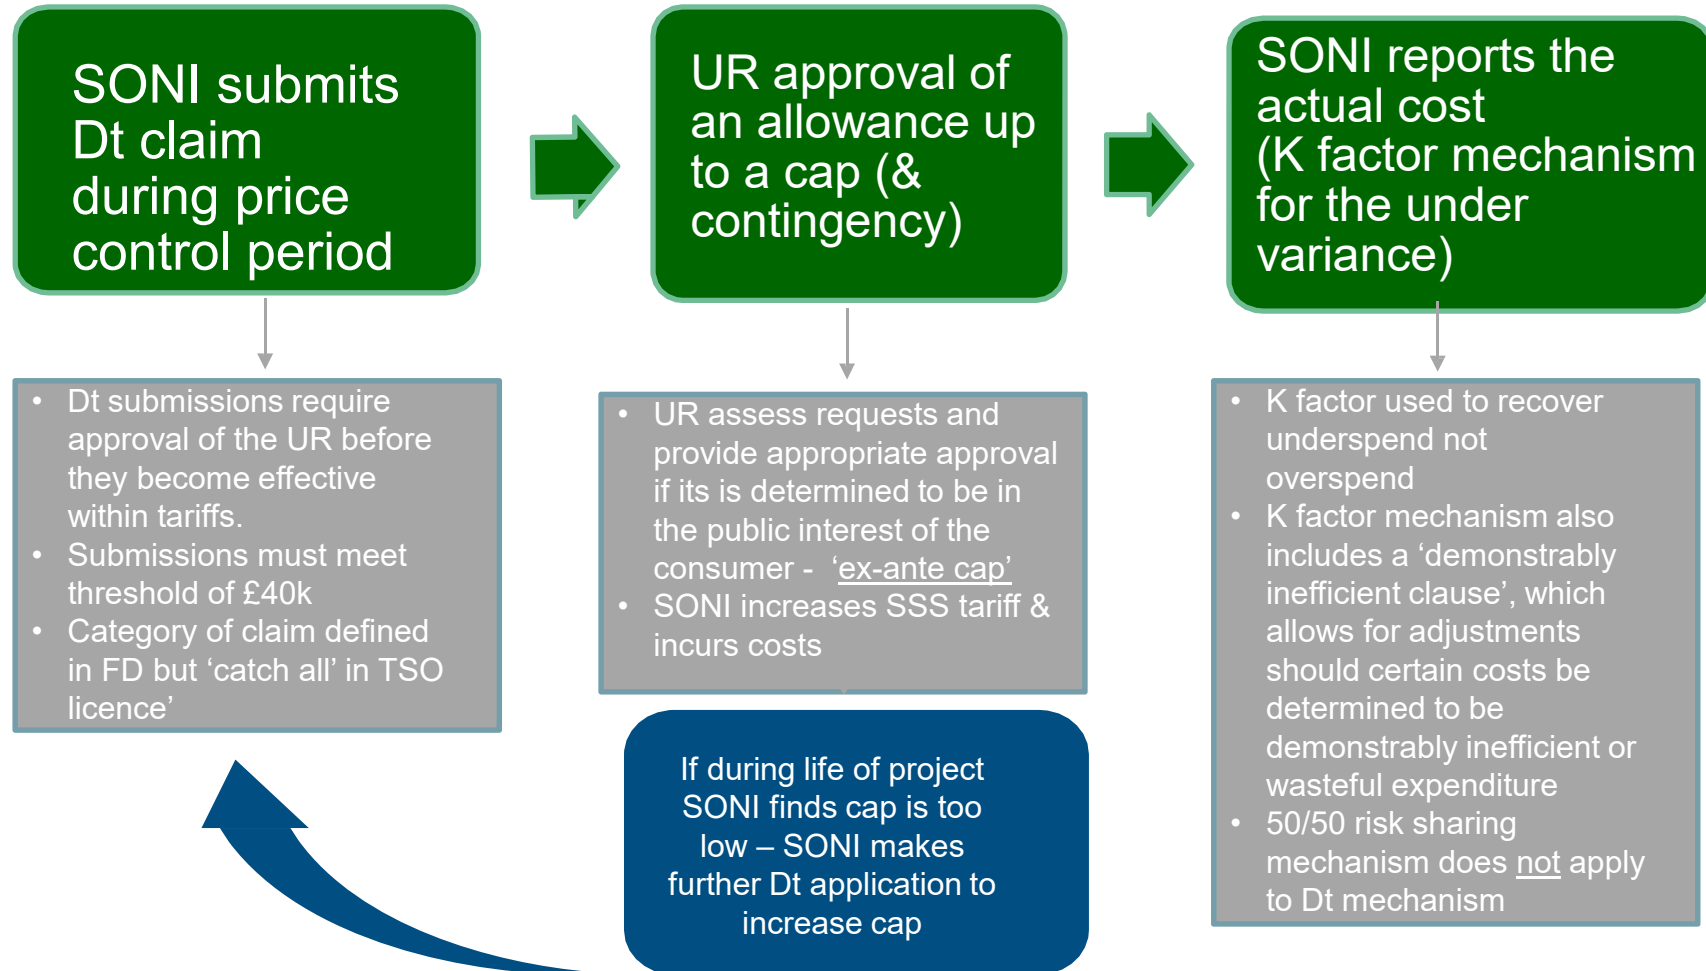 SONI submits
Dt claim
during price
control period
UR approval of
an allowance up
to a cap (&
contingency)
SONI reports the
actual cost
(K factor mechanism
for the under
variance)
• Dt submissions require
approval of the UR before
they become effective
within tariffs.
• Submissions must meet
threshold of £40k
• Category of claim defined
in FD but ‘catch all’ in TSO
licence’
• UR assess requests and
provide appropriate approval
if its is determined to be in
the public interest of the
consumer - ‘ex-ante cap’
• SONI increases SSS tariff &
incurs costs
If during life of project
SONI finds cap is too
low – SONI makes
further Dt application to
increase cap
• K factor used to recover
underspend not
overspend
• K factor mechanism also
includes a ‘demonstrably
inefficient clause’, which
allows for adjustments
should certain costs be
determined to be
demonstrably inefficient or
wasteful expenditure
• 50/50 risk sharing
mechanism does not apply
to Dt mechanism